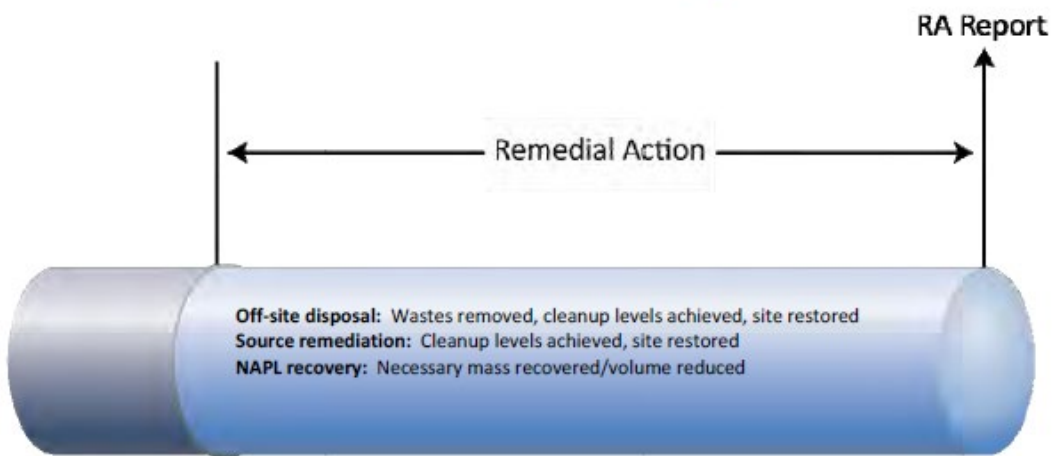 RA Report
Remedial Action
Off-site disposal: Wastes removed, cleanup levels achieved, site restored
Source remediation: Cleanup levels achieved, site restored
NAPL recovery: Necessary mass recovered/volume reduced